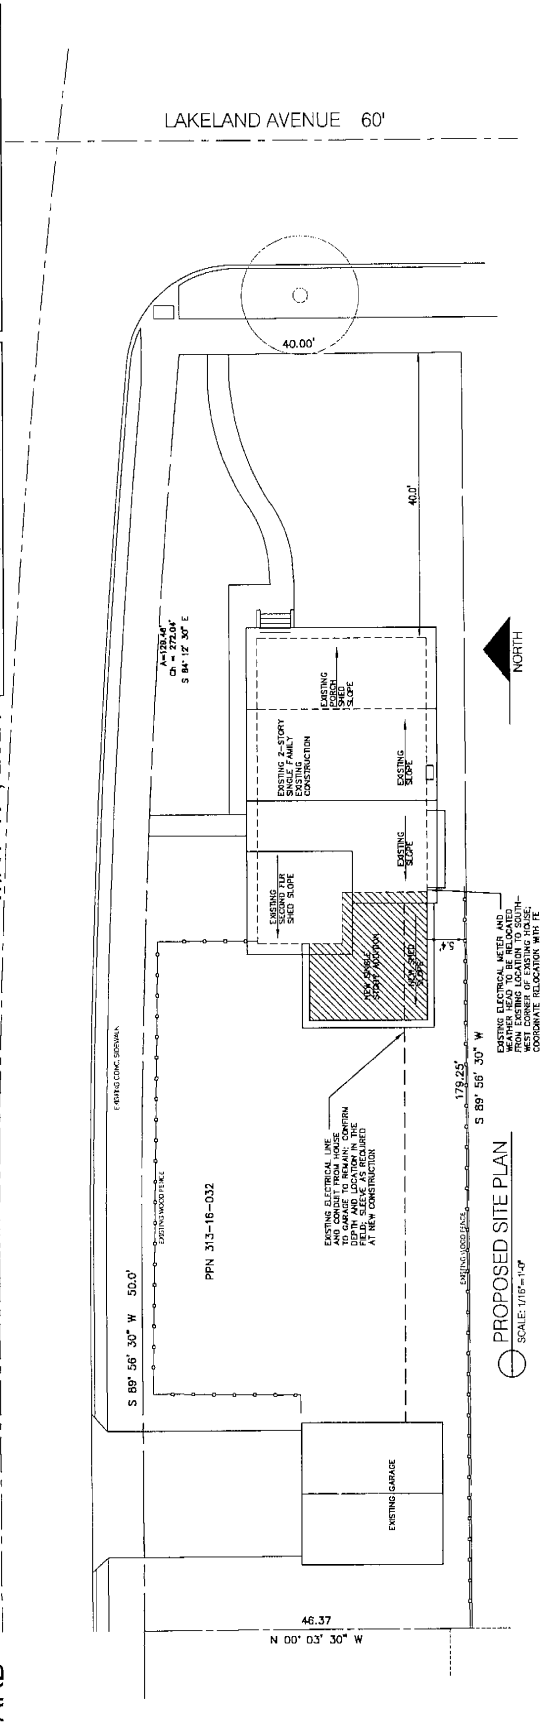 LAKELAND AVENUE 60'
40.00'
40.0'
A=129.48'
Ch = 272.04'
S 84° 12' 30" E
NORTH
EXISTING
PORCH
SHED
SLOPE
EXISTING 2-STORY
SINGLE FAMILY
EXISTING
CONSTRUCTION
EXISTING
SLOPE
EXISTING
SLOPE
EXISTING
SECOND FLR
SHED SLOPE
NEW SINGLE
STORY ADDITION
NEW SHED
SLOPE
5.4'
EXISTING ELECTRICAL METER AND
WEATHER HEAD TO BE RELOCATED
FROM EXISTING LOCATION TO SOUTH-
WEST CORNER OF EXISTING HOUSE;
COORDINATE RELOCATION WITH FE
EXISTING CONC. SIDEWALK
EXISTING WOOD FENCE
179.25'
S 89° 56' 30" W
EXISTING ELECTRICAL LINE
AND CONDUIT FROM HOUSE
TO GARAGE TO REMAIN; CONFIRM
DEPTH AND LOCATION IN THE
FIELD; SLEEVE AS REQUIRED
AT NEW CONSTRUCTION
PPN 313-16-032
S 89° 56' 30" W 50.0'
EXISTING WOOD FENCE
PROPOSED SITE PLAN
SCALE: 1/16"=1'-0"
EXISTING GARAGE
46.37
N 00° 03' 30" W